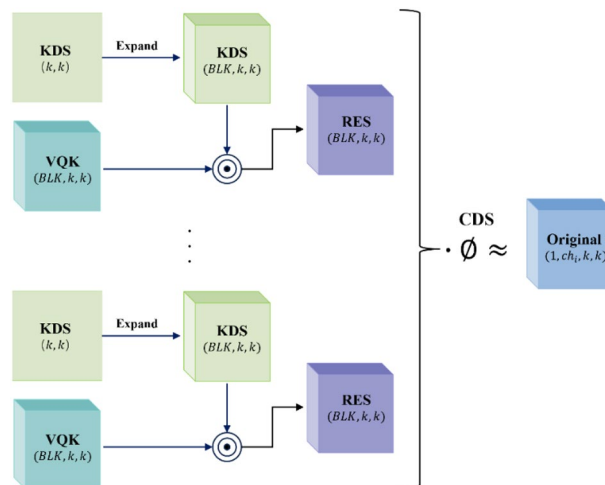 KDS
(k, k)
Expand
KDS
(BLK, k, k)
VQK
(BLK, k, k)
RES
(BLK, k, k)
CDS
· Ø ≈
Original
(1, ch_i, k, k)
KDS
(k, k)
Expand
KDS
(BLK, k, k)
VQK
(BLK, k, k)
RES
(BLK, k, k)